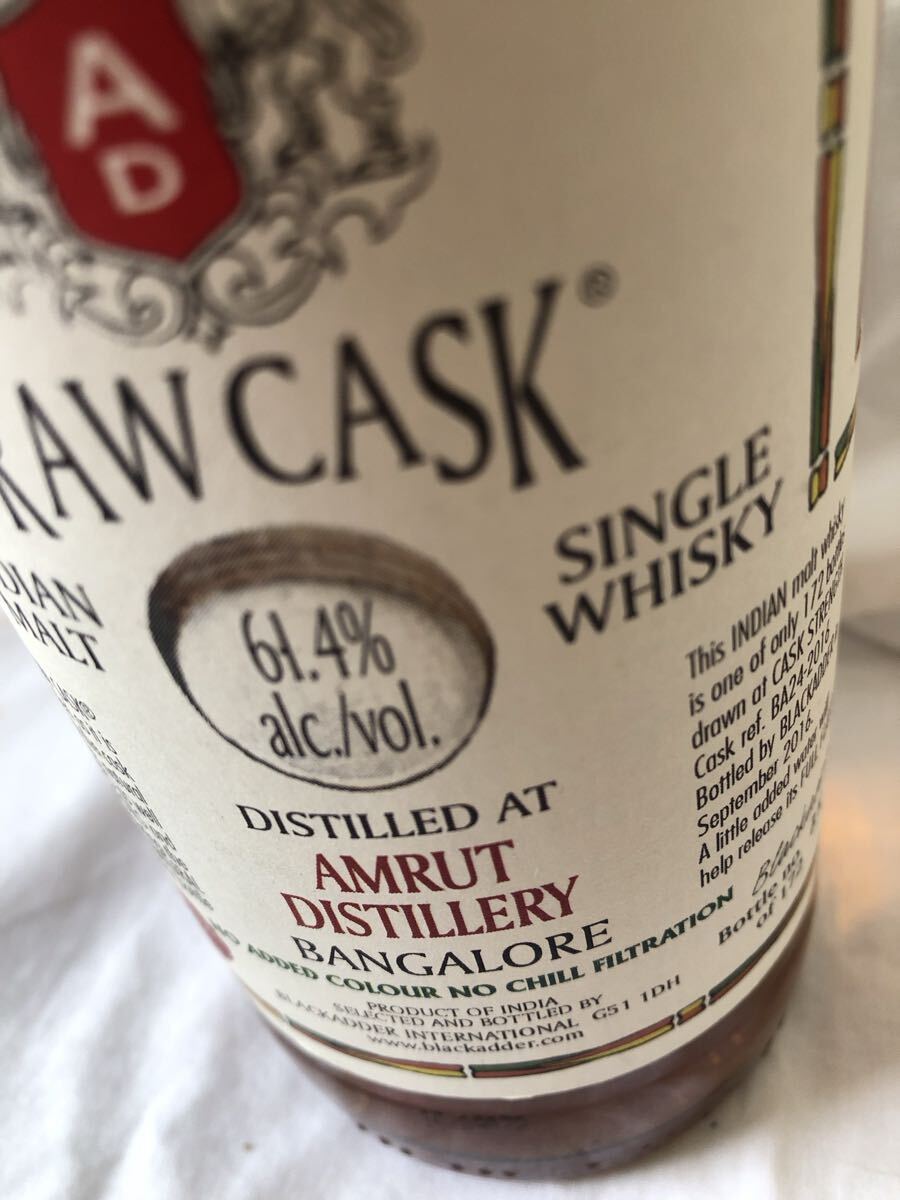 A
D
RAW CASK®
DIAN
MALT
61.4%
alc./vol.
SINGLE
WHISKY
This INDIAN malt whisky
is one of only 172 bottles
drawn at CASK STRENGTH
Cask ref. BA24-2016
Bottled by BLACKADDER
September 2016.
A little added water will
help release its FULL
Bottle no
of 172
DISTILLED AT
AMRUT
DISTILLERY
BANGALORE
NO ADDED COLOUR NO CHILL FILTRATION
PRODUCT OF INDIA
SELECTED AND BOTTLED BY
BLACKADDER INTERNATIONAL G51 1DH
www.blackadder.com